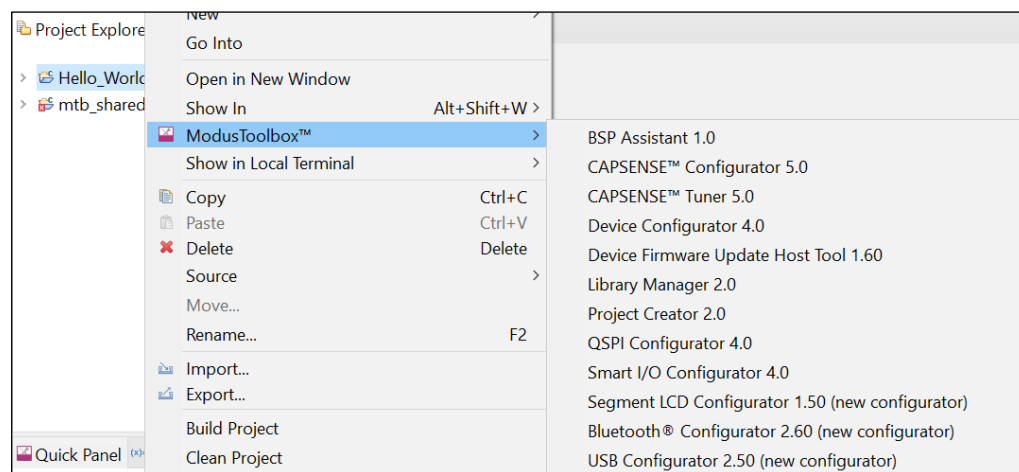 Project Explore
Hello_World
mtb_shared
New
Go Into
Open in New Window
Show In Alt+Shift+W >
ModusToolbox™ >
Show in Local Terminal >
Copy Ctrl+C
Paste Ctrl+V
Delete Delete
Source >
Move...
Rename... F2
Import...
Export...
Build Project
Clean Project
BSP Assistant 1.0
CAPSENSE™ Configurator 5.0
CAPSENSE™ Tuner 5.0
Device Configurator 4.0
Device Firmware Update Host Tool 1.60
Library Manager 2.0
Project Creator 2.0
QSPI Configurator 4.0
Smart I/O Configurator 4.0
Segment LCD Configurator 1.50 (new configurator)
Bluetooth® Configurator 2.60 (new configurator)
USB Configurator 2.50 (new configurator)
Quick Panel (x)=